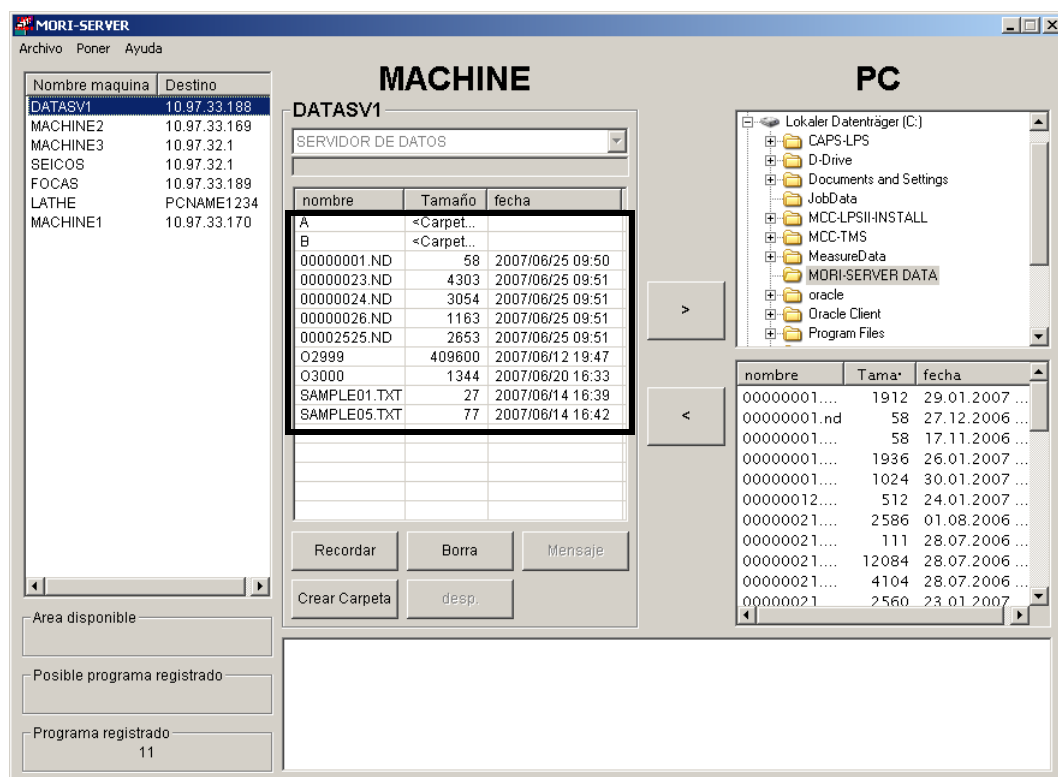 MORI-SERVER
Archivo Poner Ayuda
MACHINE
PC
Nombre maquina Destino
DATASV1 10.97.33.188
MACHINE2 10.97.33.169
MACHINE3 10.97.32.1
SEICOS 10.97.32.1
FOCAS 10.97.33.189
LATHE PCNAME1234
MACHINE1 10.97.33.170
Area disponible
Posible programa registrado
Programa registrado
11
DATASV1
SERVIDOR DE DATOS
nombre Tamaño fecha
A <Carpet...
B <Carpet...
00000001.ND 58 2007/06/25 09:50
00000023.ND 4303 2007/06/25 09:51
00000024.ND 3054 2007/06/25 09:51
00000026.ND 1163 2007/06/25 09:51
00002525.ND 2653 2007/06/25 09:51
O2999 409600 2007/06/12 19:47
O3000 1344 2007/06/20 16:33
SAMPLE01.TXT 27 2007/06/14 16:39
SAMPLE05.TXT 77 2007/06/14 16:42
Recordar Borra Mensaje
Crear Carpeta desp.
>
<
Lokaler Datenträger (C:)
CAPS-LPS
D-Drive
Documents and Settings
JobData
MCC-LPSII-INSTALL
MCC-TMS
MeasureData
MORI-SERVER DATA
oracle
Oracle Client
Program Files
nombre Tama· fecha
00000001.... 1912 29.01.2007 ...
00000001.nd 58 27.12.2006 ...
00000001.... 58 17.11.2006 ...
00000001.... 1936 26.01.2007 ...
00000001.... 1024 30.01.2007 ...
00000012.... 512 24.01.2007 ...
00000021.... 2586 01.08.2006 ...
00000021.... 111 28.07.2006 ...
00000021.... 12084 28.07.2006 ...
00000021.... 4104 28.07.2006 ...
00000021 2560 23.01.2007